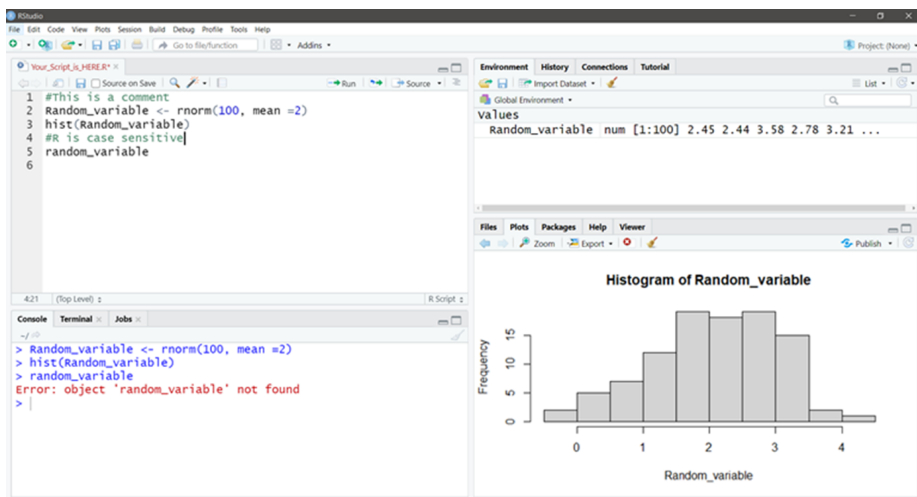 RStudio
File Edit Code View Plots Session Build Debug Profile Tools Help
Go to file/function Addins Project: (None)
Your_Script_is_HERE.R*
Source on Save Run Source
1 #This is a comment
2 Random_variable <- rnorm(100, mean =2)
3 hist(Random_variable)
4 #R is case sensitive
5 random_variable
6
4:21 (Top Level) R Script
Console Terminal Jobs
~/
> Random_variable <- rnorm(100, mean =2)
> hist(Random_variable)
> random_variable
Error: object 'random_variable' not found
>
Environment History Connections Tutorial
Import Dataset List
Global Environment
Values
Random_variable num [1:100] 2.45 2.44 3.58 2.78 3.21 ...
Files Plots Packages Help Viewer
Zoom Export Publish
Histogram of Random_variable
Frequency
15
10
5
0
0 1 2 3 4
Random_variable